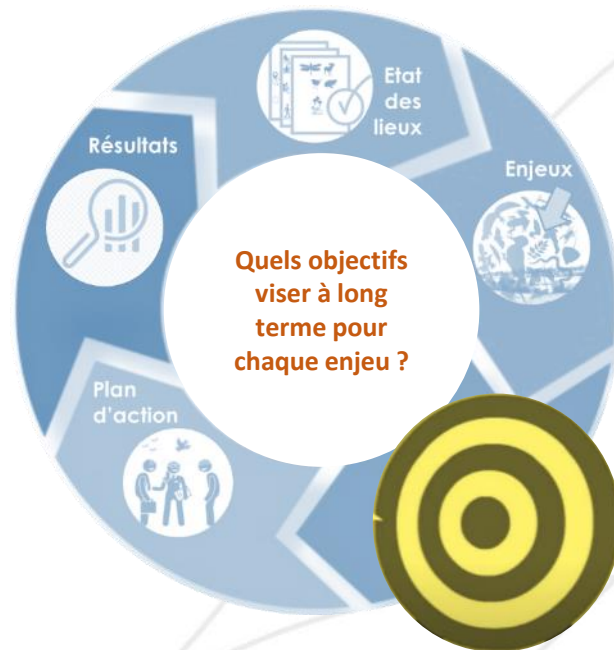 Etat
des
lieux
Résultats
Enjeux
Quels objectifs
viser à long
terme pour
chaque enjeu ?
Plan
d'action